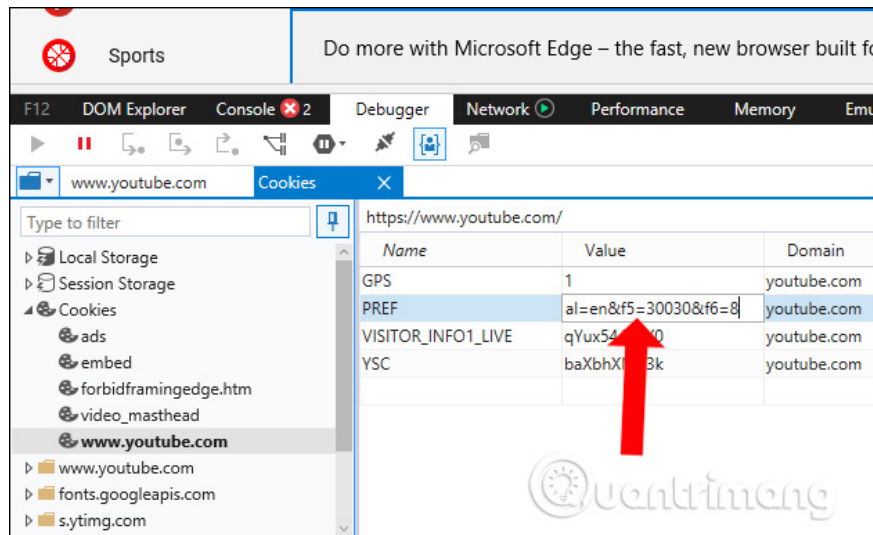 Sports
Do more with Microsoft Edge – the fast, new browser built fo
F12 DOM Explorer Console 2 Debugger Network Performance Memory Emu
www.youtube.com Cookies
Type to filter
https://www.youtube.com/
Name Value Domain
Local Storage
Session Storage
Cookies
ads
embed
forbidframingedge.htm
video_masthead
www.youtube.com
www.youtube.com
fonts.googleapis.com
s.ytimg.com
GPS 1 youtube.com
PREF al=en&f5=30030&f6=8 youtube.com
VISITOR_INFO1_LIVE youtube.com
YSC youtube.com
Quantrimang